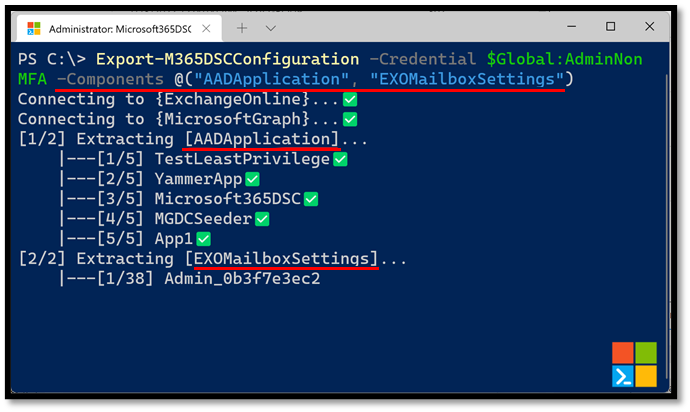 Administrator: Microsoft365DSC
PS C:\> Export-M365DSCConfiguration -Credential $Global:AdminNon
MFA -Components @("AADApplication", "EXOMailboxSettings")
Connecting to {ExchangeOnline}...✅
Connecting to {MicrosoftGraph}...✅
[1/2] Extracting [AADApplication]...
    |---[1/5] TestLeastPrivilege✅
    |---[2/5] YammerApp✅
    |---[3/5] Microsoft365DSC✅
    |---[4/5] MGDCSeeder✅
    |---[5/5] App1✅
[2/2] Extracting [EXOMailboxSettings]...
    |---[1/38] Admin_0b3f7e3ec2